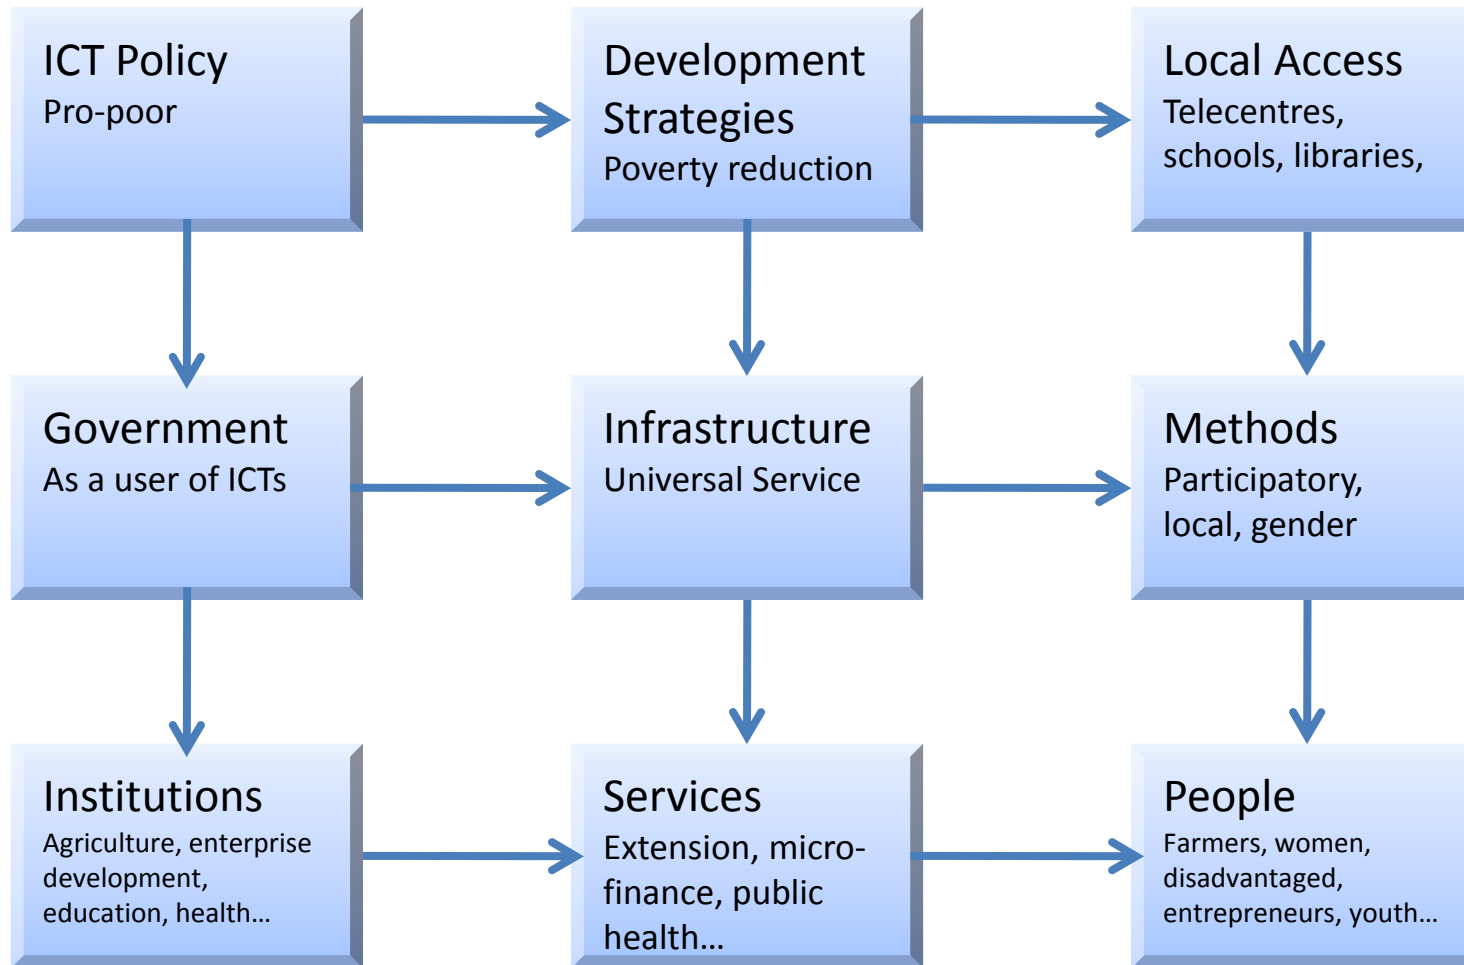 ICT Policy
Pro-poor
Development
Strategies
Poverty reduction
Local Access
Telecentres,
schools, libraries,
Government
As a user of ICTs
Infrastructure
Universal Service
Methods
Participatory,
local, gender
Institutions
Agriculture, enterprise
development,
education, health…
Services
Extension, micro-
finance, public
health…
People
Farmers, women,
disadvantaged,
entrepreneurs, youth…